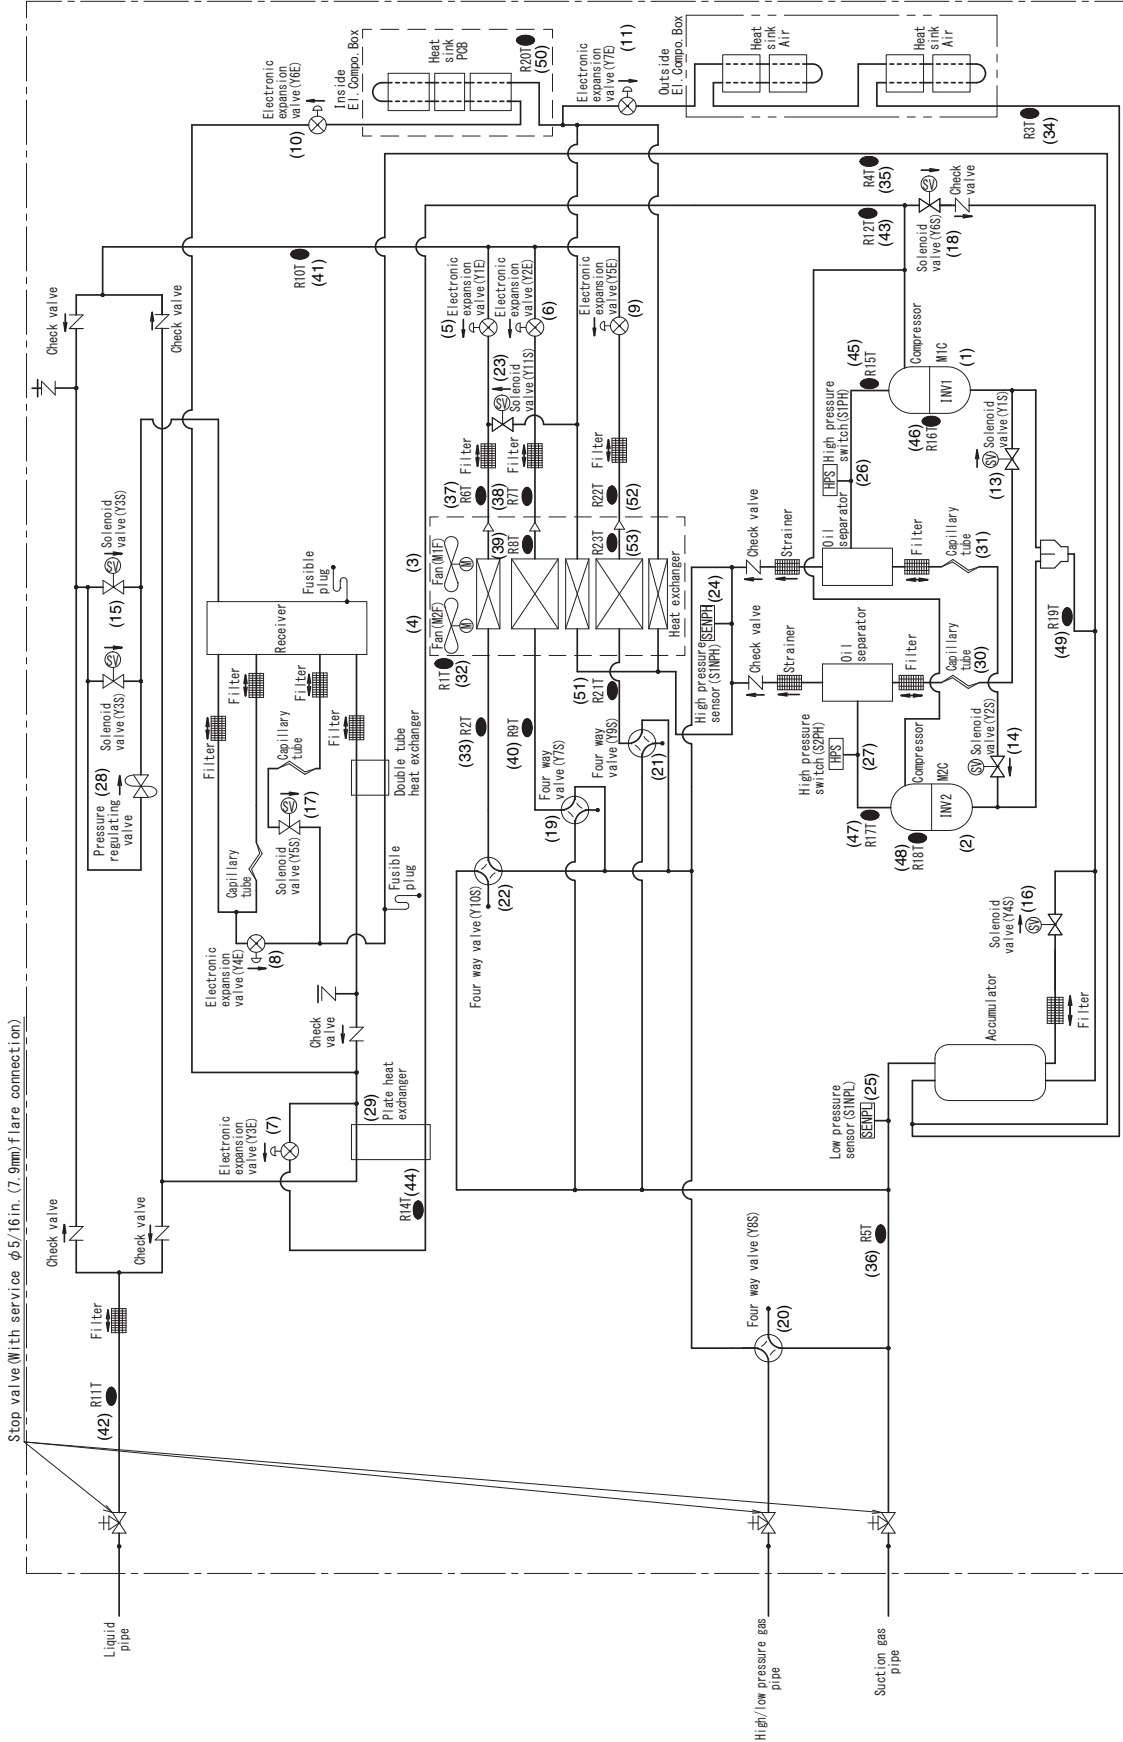 Stop valve(With service φ5/16in. (7.9mm)flare connection)
Liquid
pipe
(42)
R11T
Filter
Check valve
Check valve
Check valve
Check valve
Pressure
regulating
valve
(28)
Solenoid
valve(Y3S)
Solenoid
valve(Y3S)
(15)
R10T
(41)
Electronic
expansion
valve(Y6E)
(10)
Inside
El. Compo. Box
Heat
sink
PCB
R20T
(50)
Electronic
expansion
valve(Y7E)
(11)
Outside
El. Compo. Box
Heat
sink
Air
Heat
sink
Air
R3T
(34)
R4T
(35)
R12T
(43)
Solenoid
valve(Y6S)
(18)
Check
valve
Filter
Filter
Filter
Filter
Receiver
Fusible
plug
Capillary
tube
Capillary
tube
Solenoid
valve(Y5S)
(17)
Double tube
heat exchanger
Fusible
plug
Electronic
expansion
valve(Y4E)
(8)
Check
valve
Electronic
expansion
valve(Y3E)
(7)
(29)
Plate heat
exchanger
R14T
(44)
Fan(M2F)
(4)
Fan(M1F)
(3)
M
M
R1T
(32)
(33)
R2T
(40)
R9T
(51)
R21T
(37)
R6T
(38)
R7T
(39)
R8T
R22T
(52)
R23T
(53)
Heat exchanger
Filter
Filter
Filter
(5)
Electronic
expansion
valve(Y1E)
Electronic
expansion
valve(Y2E)
(6)
Solenoid
valve(Y11S)
(23)
SV
Electronic
expansion
valve(Y5E)
(9)
Four way valve(Y10S)
(22)
Four way
valve(Y7S)
(19)
Four way
valve(Y9S)
(21)
High pressure
sensor(S1NPH)
SENPH
(24)
Check valve
Check valve
Strainer
Strainer
Oil
separator
Oil
separator
Filter
Filter
Capillary
tube
(30)
Capillary
tube
(31)
High pressure
switch(S2PH)
HPS
(27)
High pressure
switch(S1PH)
HPS
(26)
(47)
R17T
(48)
R18T
Compressor
M2C
INV2
(2)
(45)
R15T
(46)
R16T
Compressor
M1C
INV1
(1)
Solenoid
valve(Y2S)
SV
(14)
Solenoid
valve(Y1S)
SV
(13)
R19T
(49)
Solenoid
valve(Y4S)
SV
(16)
Filter
Accumulator
Low pressure
sensor(S1NPL)
SENPL
(25)
R5T
(36)
Four way valve(Y8S)
(20)
High/low pressure gas
pipe
Suction gas
pipe
SV
SV
SV
SV